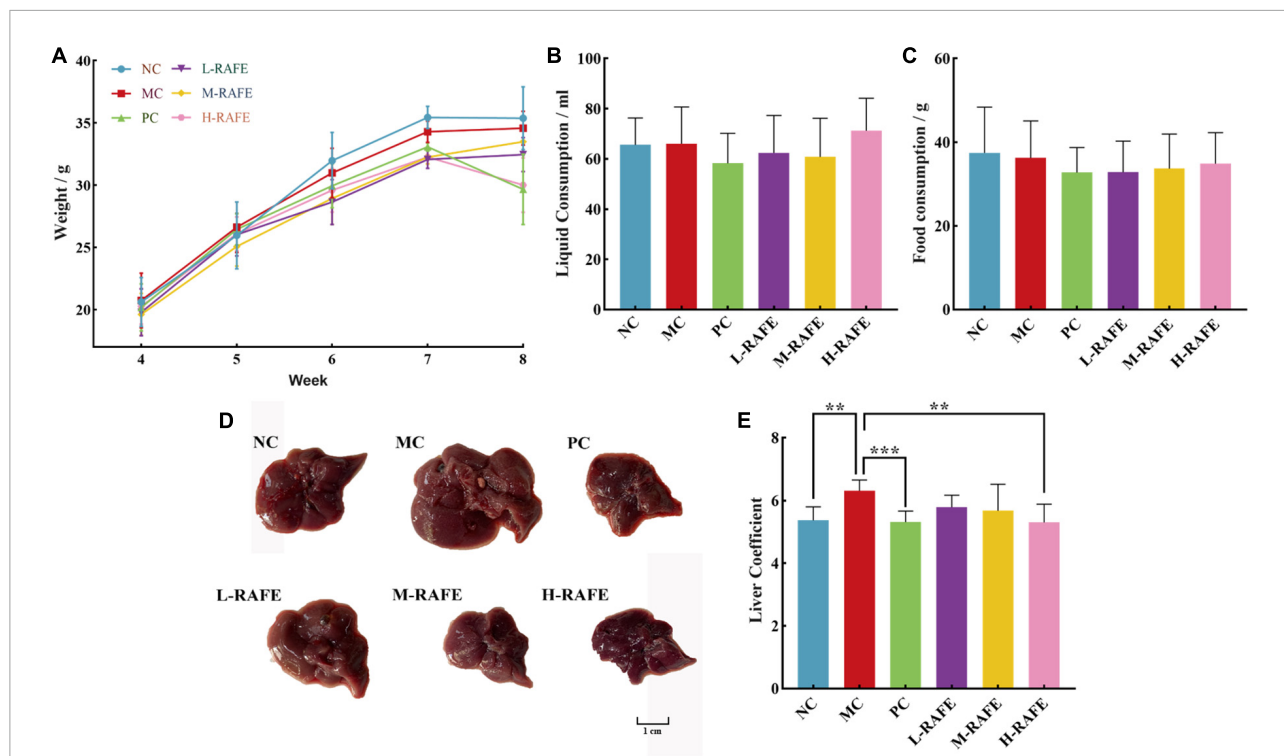 A
NC
MC
PC
L-RAFE
M-RAFE
H-RAFE
Weight / g
40
35
30
25
20
4 5 6 7 8
Week
B
Liquid Consumption / ml
100
80
60
40
20
0
NC MC PC L-RAFE M-RAFE H-RAFE
C
Food consumption / g
60
40
20
0
NC MC PC L-RAFE M-RAFE H-RAFE
D
NC MC PC
L-RAFE M-RAFE H-RAFE
1 cm
E
** **
***
Liver Coefficient
8
6
4
2
0
NC MC PC L-RAFE M-RAFE H-RAFE